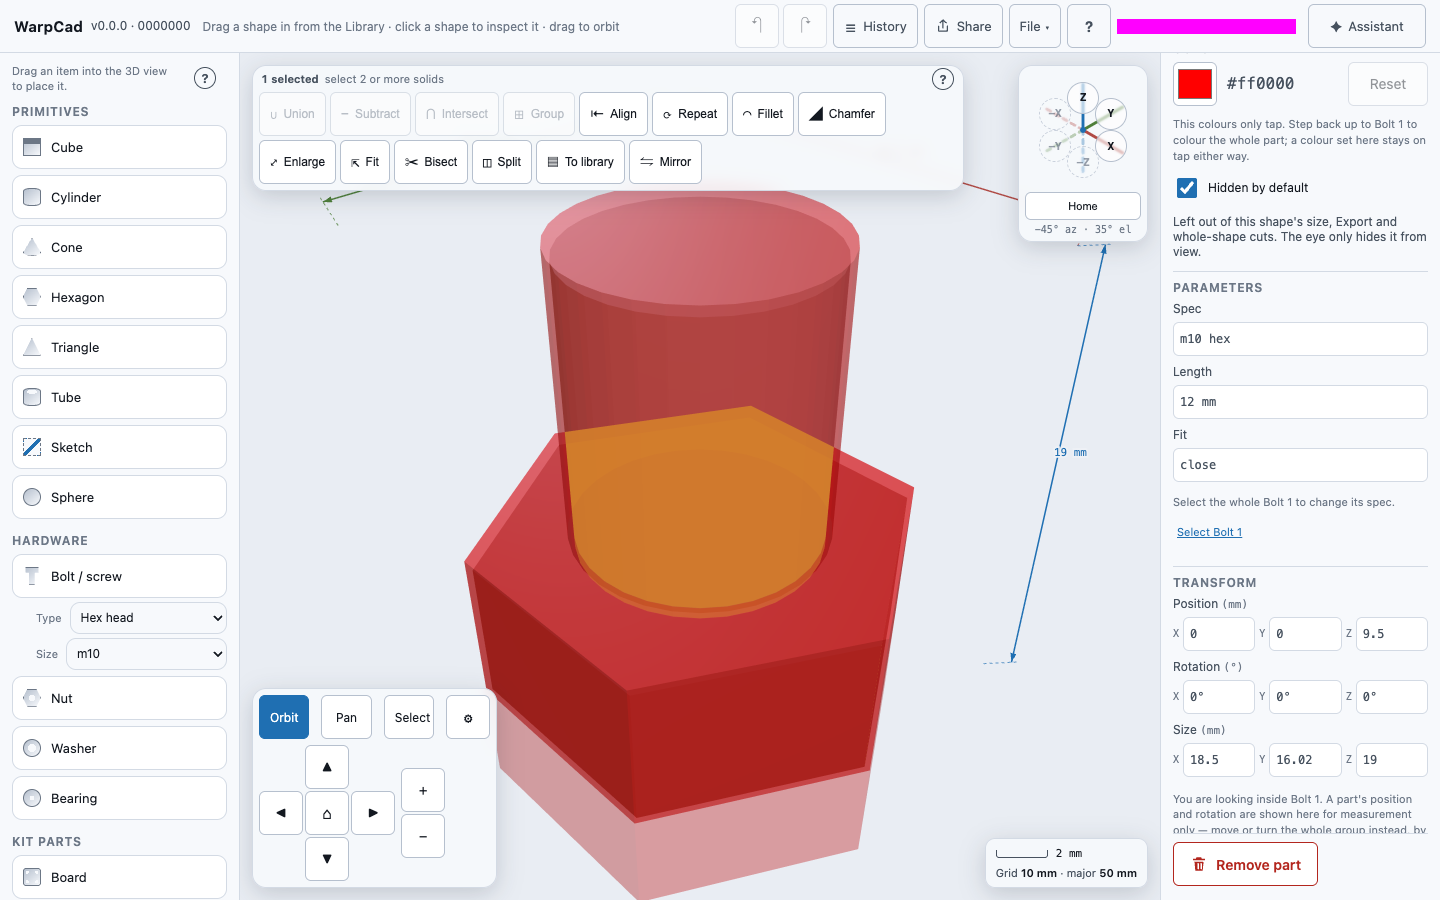 WarpCad v0.0.0 · 0000000 Drag a shape in from the Library · click a shape to inspect it · drag to orbit
History
Share
File
?
Assistant
Drag an item into the 3D view
to place it.
?
PRIMITIVES
Cube
Cylinder
Cone
Hexagon
Triangle
Tube
Sketch
Sphere
HARDWARE
Bolt / screw
Type Hex head
Size m10
Nut
Washer
Bearing
KIT PARTS
Board
1 selected select 2 or more solids
?
Union
Subtract
Intersect
Group
Align
Repeat
Fillet
Chamfer
Enlarge
Fit
Bisect
Split
To library
Mirror
Z
−X
Y
−Y
X
−Z
Home
−45° az · 35° el
19 mm
Orbit
Pan
Select
+
−
2 mm
Grid 10 mm · major 50 mm
#ff0000
Reset
This colours only tap. Step back up to Bolt 1 to
colour the whole part; a colour set here stays on
tap either way.
Hidden by default
Left out of this shape's size, Export and
whole-shape cuts. The eye only hides it from
view.
PARAMETERS
Spec
m10 hex
Length
12 mm
Fit
close
Select the whole Bolt 1 to change its spec.
Select Bolt 1
TRANSFORM
Position (mm)
X 0 Y 0 Z 9.5
Rotation (°)
X 0° Y 0° Z 0°
Size (mm)
X 18.5 Y 16.02 Z 19
You are looking inside Bolt 1. A part's position
and rotation are shown here for measurement
only — move or turn the whole group instead, by
Remove part